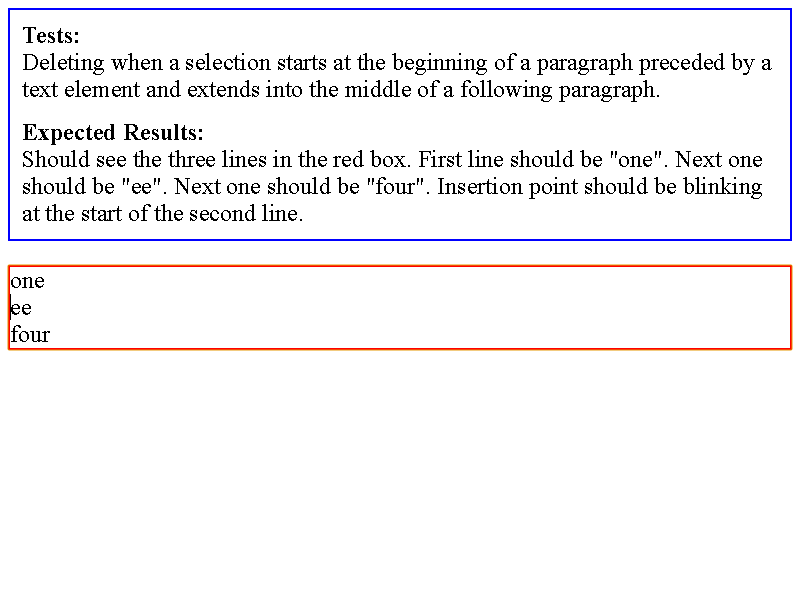 Tests:
Deleting when a selection starts at the beginning of a paragraph preceded by a
text element and extends into the middle of a following paragraph.
Expected Results:
Should see the three lines in the red box. First line should be "one". Next one
should be "ee". Next one should be "four". Insertion point should be blinking
at the start of the second line.
one
ee
four